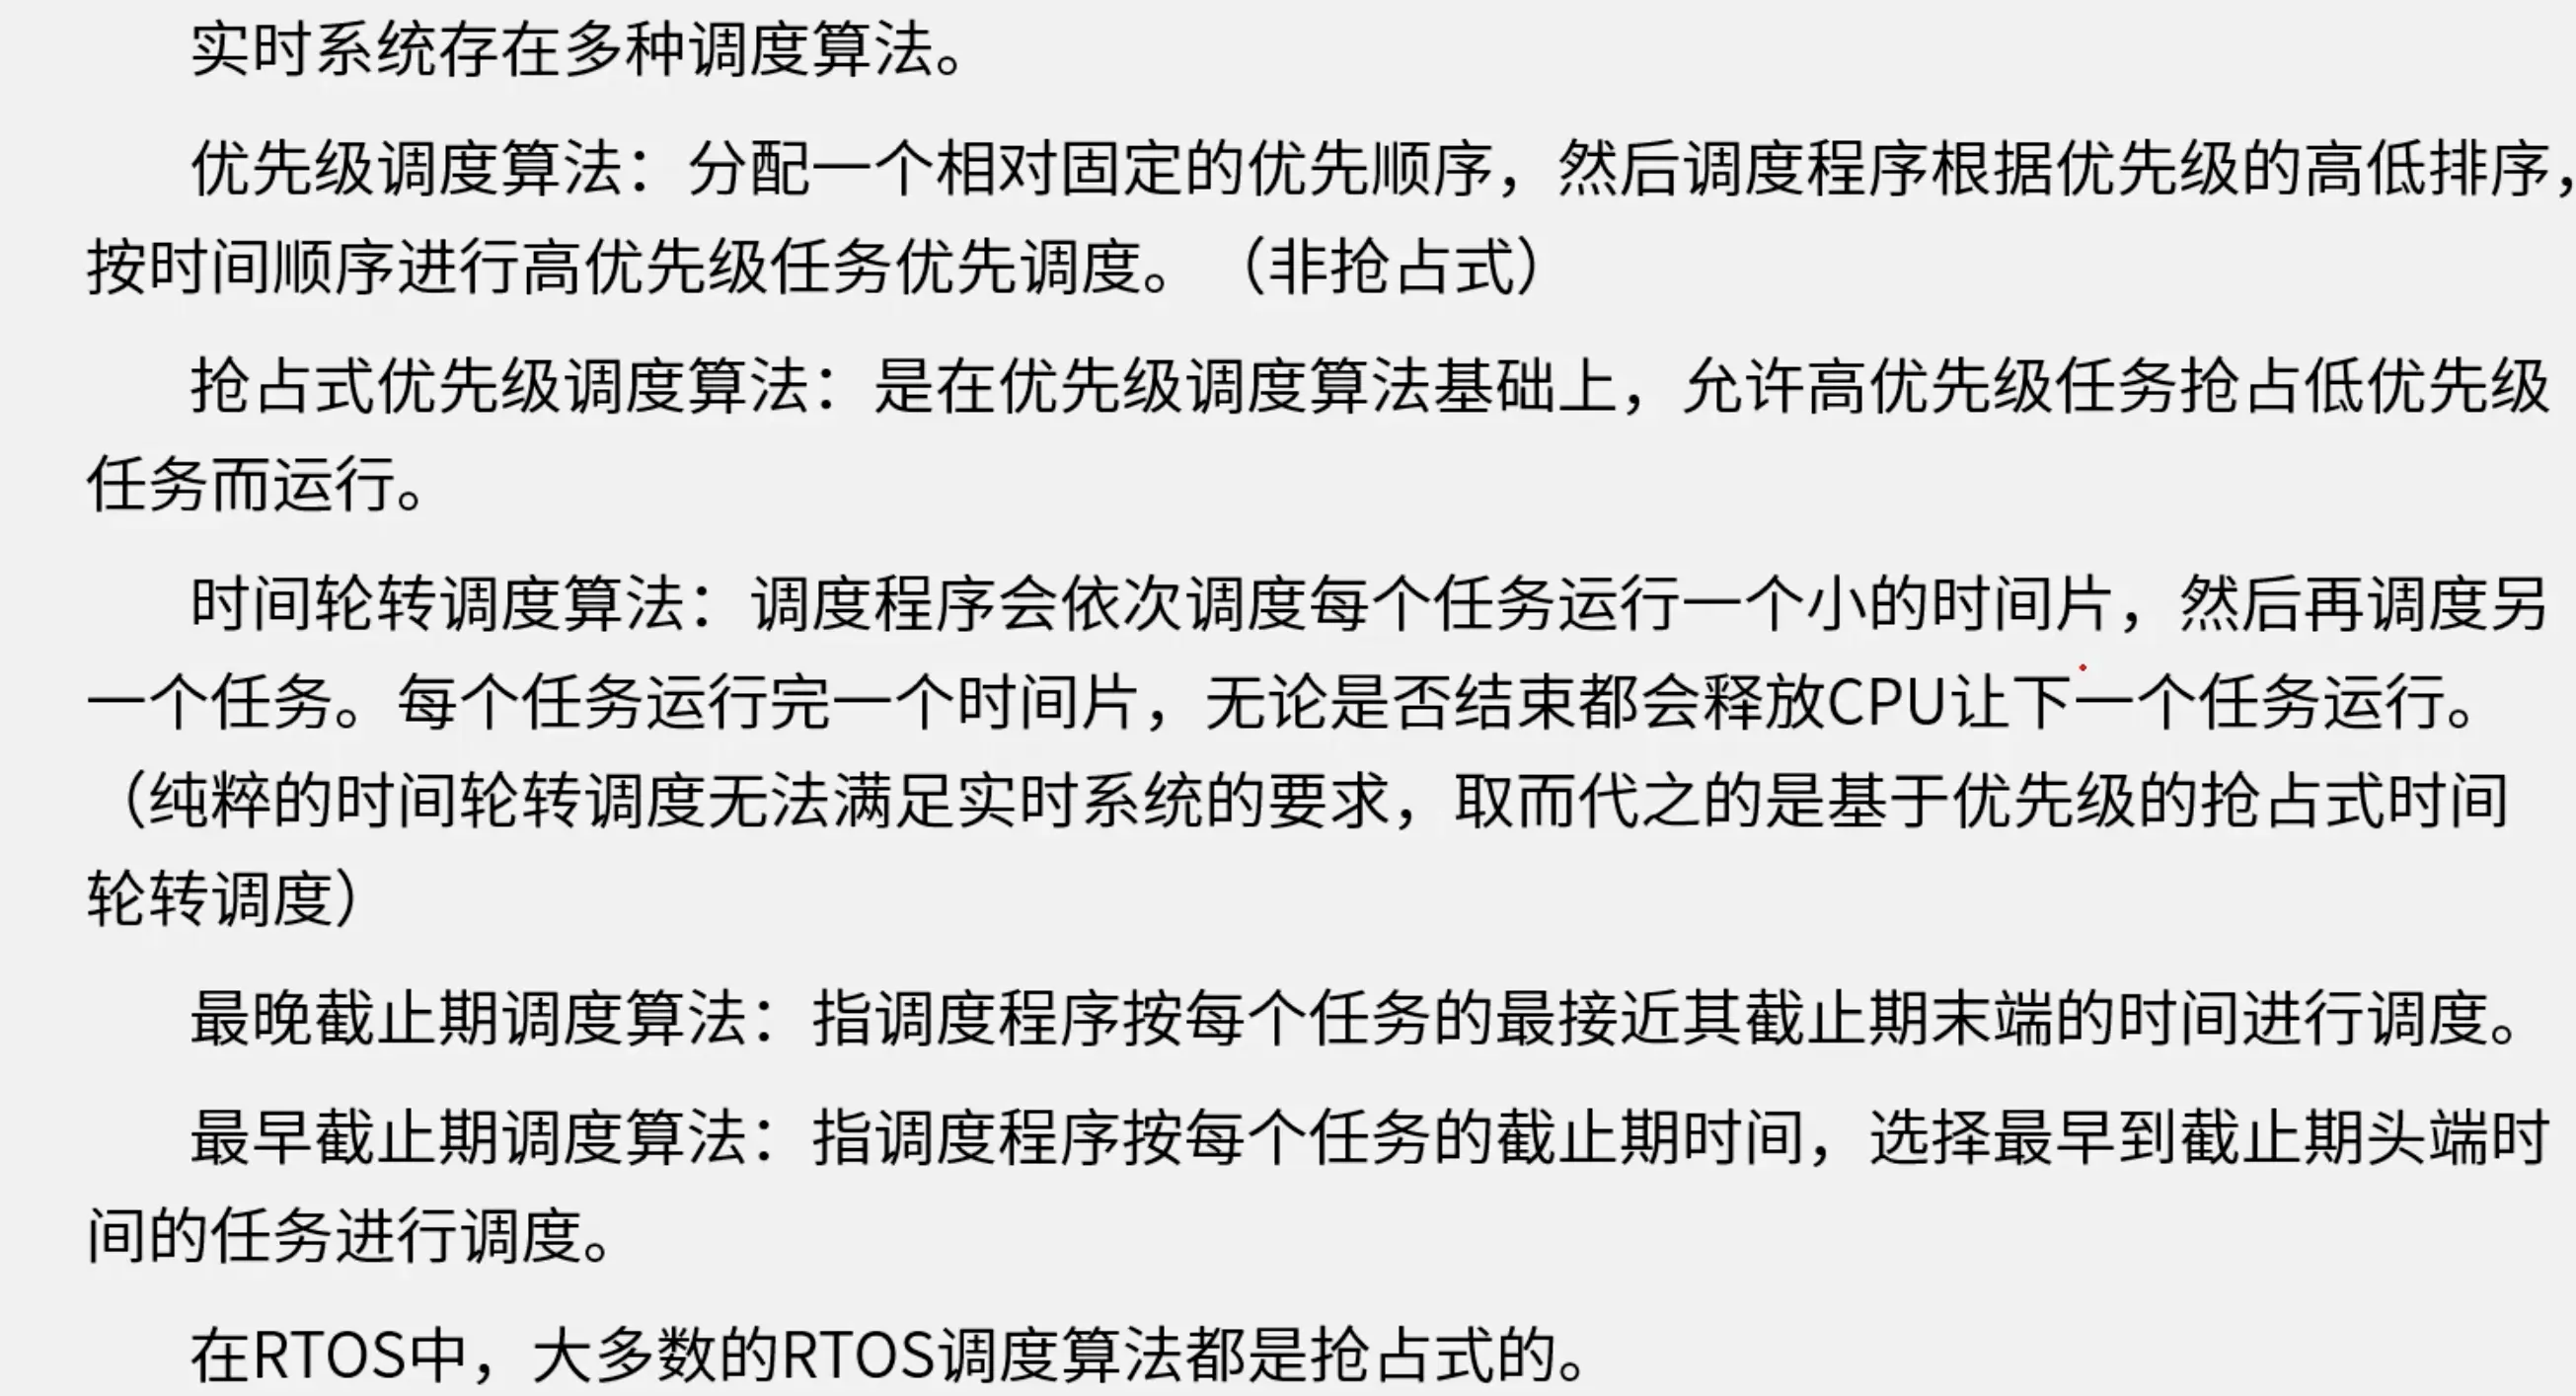 实时系统存在多种调度算法。
优先级调度算法：分配一个相对固定的优先顺序，然后调度程序根据优先级的高低排序，
按时间顺序进行高优先级任务优先调度。（非抢占式）
抢占式优先级调度算法：是在优先级调度算法基础上，允许高优先级任务抢占低优先级
任务而运行。
时间轮转调度算法：调度程序会依次调度每个任务运行一个小的时间片，然后再调度另
一个任务。每个任务运行完一个时间片，无论是否结束都会释放CPU让下一个任务运行。
（纯粹的时间轮转调度无法满足实时系统的要求，取而代之的是基于优先级的抢占式时间
轮转调度）
最晚截止期调度算法：指调度程序按每个任务的最接近其截止期末端的时间进行调度。
最早截止期调度算法：指调度程序按每个任务的截止期时间，选择最早到截止期头端时
间的任务进行调度。
在RTOS中，大多数的RTOS调度算法都是抢占式的。